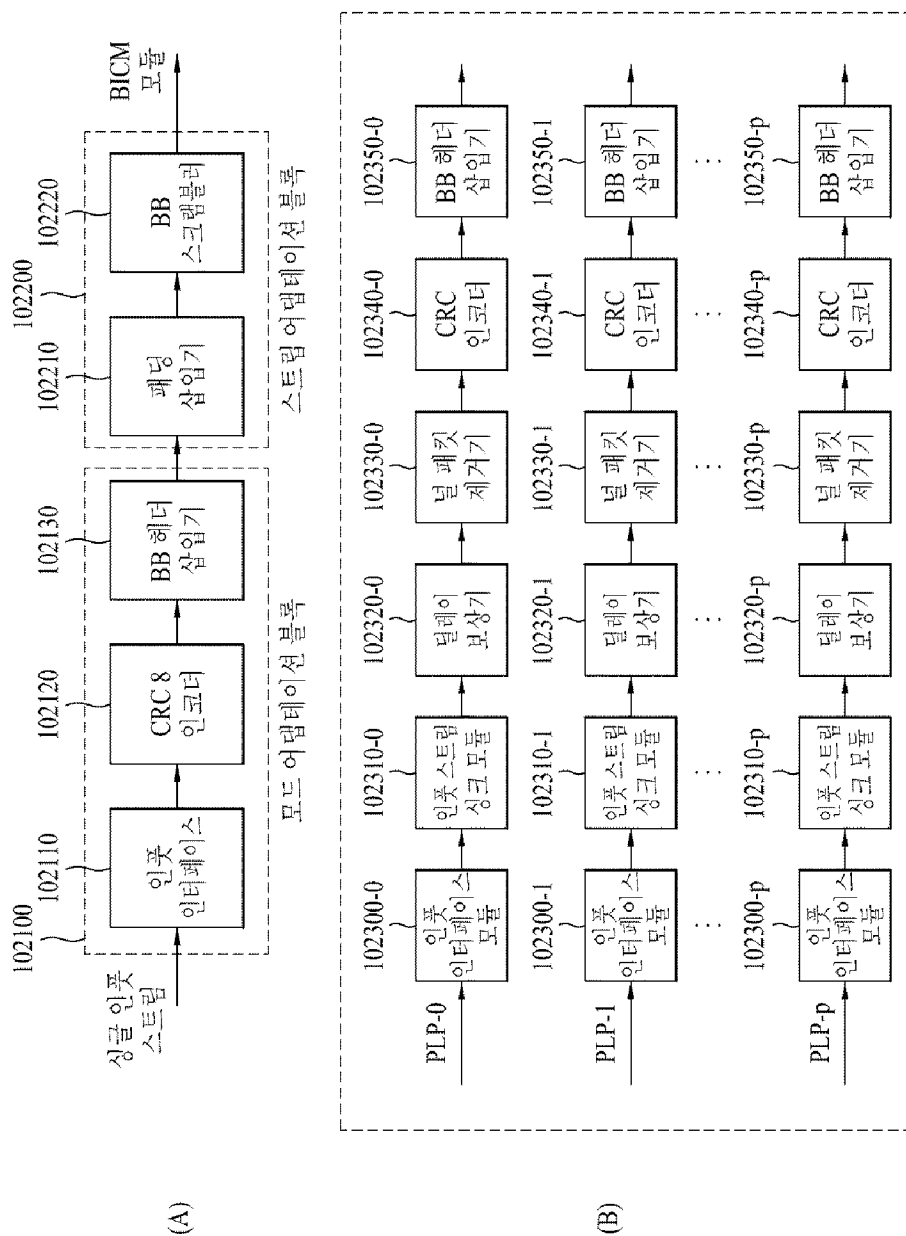 (A)
싱글 인풋
스트림
102100
102110
인풋
인터페이스
102120
CRC 8
인코더
102130
BB 헤더
삽입기
모드 어댑테이션 블록
102200
102210
패딩
삽입기
102220
BB
스크램블러
스트림 어댑테이션 블록
BICM
모듈
(B)
PLP-0
102300-0
인풋
인터페이스
모듈
102310-0
인풋 스트림
싱크 모듈
102320-0
딜레이
보상기
102330-0
널 패킷
제거기
102340-0
CRC
인코더
102350-0
BB 헤더
삽입기
PLP-1
102300-1
인풋
인터페이스
모듈
102310-1
인풋 스트림
싱크 모듈
102320-1
딜레이
보상기
102330-1
널 패킷
제거기
102340-1
CRC
인코더
102350-1
BB 헤더
삽입기
PLP-p
102300-p
인풋
인터페이스
모듈
102310-p
인풋 스트림
싱크 모듈
102320-p
딜레이
보상기
102330-p
널 패킷
제거기
102340-p
CRC
인코더
102350-p
BB 헤더
삽입기